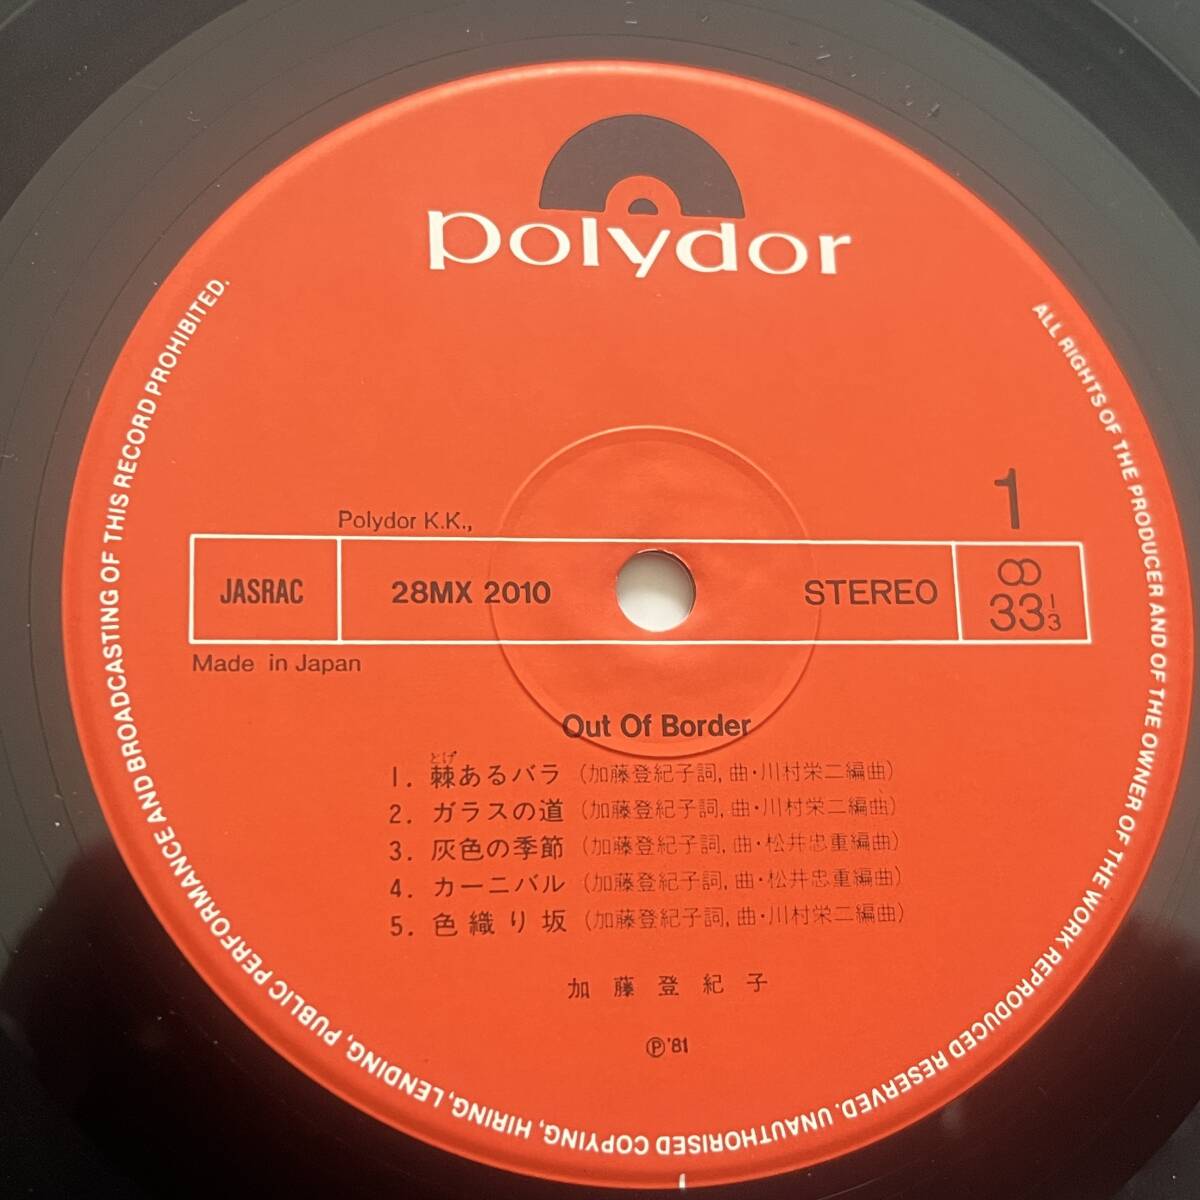 polydor
ALL RIGHTS OF THE PRODUCER AND OF THE OWNER OF THE WORK REPRODUCED RESERVED. UNAUTHORISED COPYING, HIRING, LENDING, PUBLIC PERFORMANCE AND BROADCASTING OF THIS RECORD PROHIBITED.
1
Polydor K.K.,
JASRAC 28MX 2010 STEREO 33 1/3
Made in Japan
Out Of Border
とげ
1. 棘あるバラ (加藤登紀子詞, 曲・川村栄二編曲)
2. ガラスの道 (加藤登紀子詞, 曲・川村栄二編曲)
3. 灰色の季節 (加藤登紀子詞, 曲・松井忠重編曲)
4. カーニバル (加藤登紀子詞, 曲・松井忠重編曲)
5. 色織り坂 (加藤登紀子詞, 曲・川村栄二編曲)
加藤登紀子
Ⓟ'81